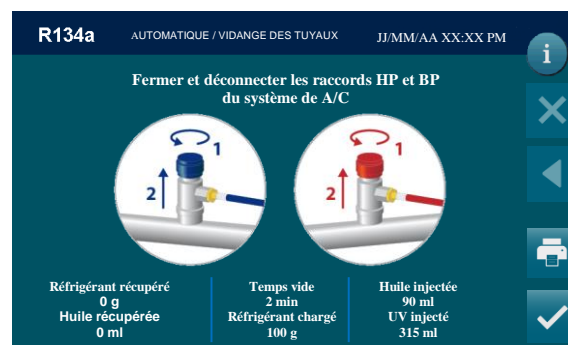 R134a AUTOMATIQUE / VIDANGE DES TUYAUX JJ/MM/AA XX:XX PM
i
Fermer et déconnecter les raccords HP et BP
du système de A/C
1
2
1
2
Réfrigérant récupéré
0 g
Huile récupérée
0 ml
Temps vide
2 min
Réfrigérant chargé
100 g
Huile injectée
90 ml
UV injecté
315 ml